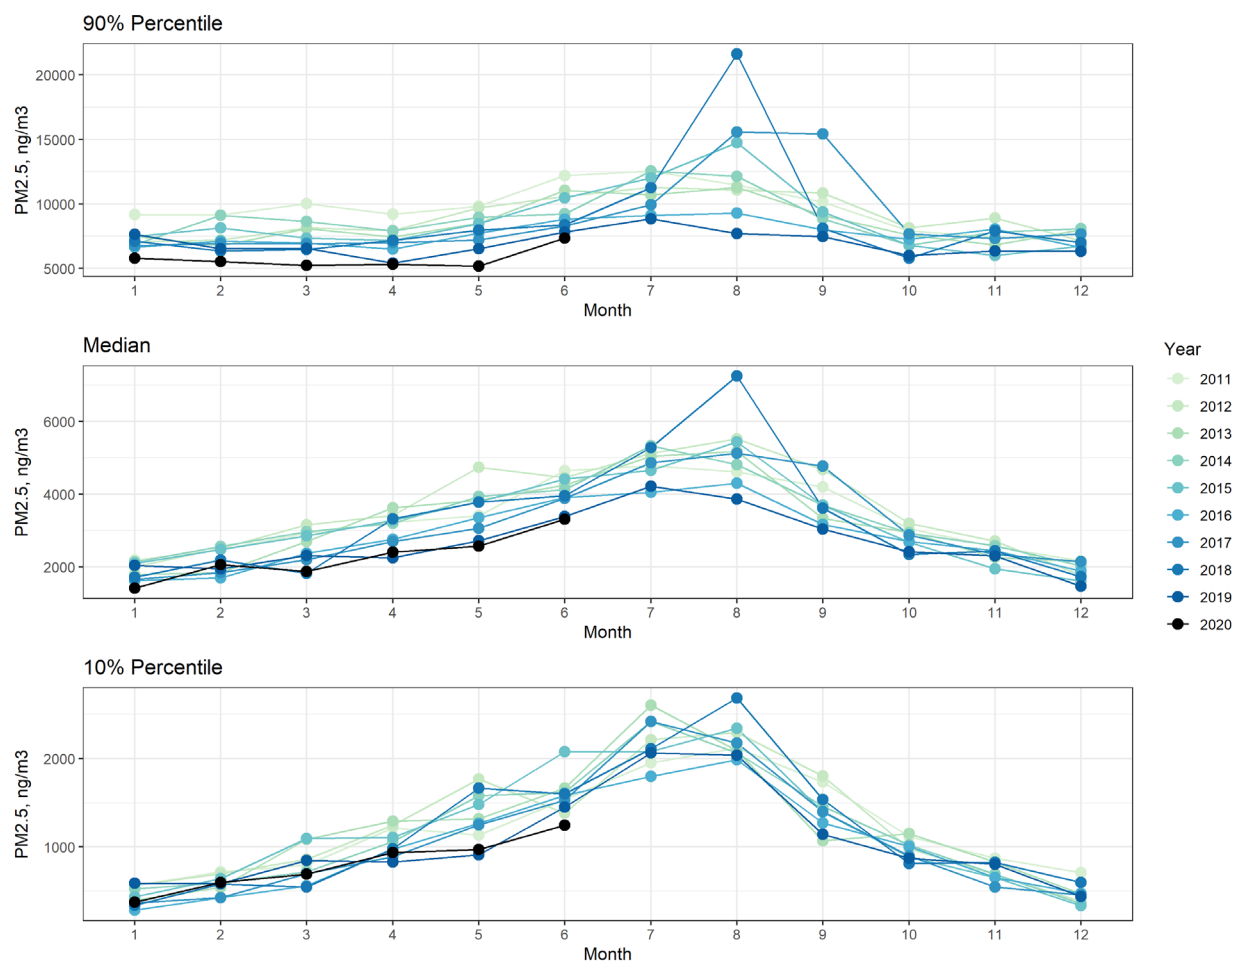 90% Percentile
PM2.5, ng/m3
20000
15000
10000
5000
1 2 3 4 5 6 7 8 9 10 11 12
Month
Median
PM2.5, ng/m3
6000
4000
2000
1 2 3 4 5 6 7 8 9 10 11 12
Month
Year
2011
2012
2013
2014
2015
2016
2017
2018
2019
2020
10% Percentile
PM2.5, ng/m3
2000
1000
1 2 3 4 5 6 7 8 9 10 11 12
Month